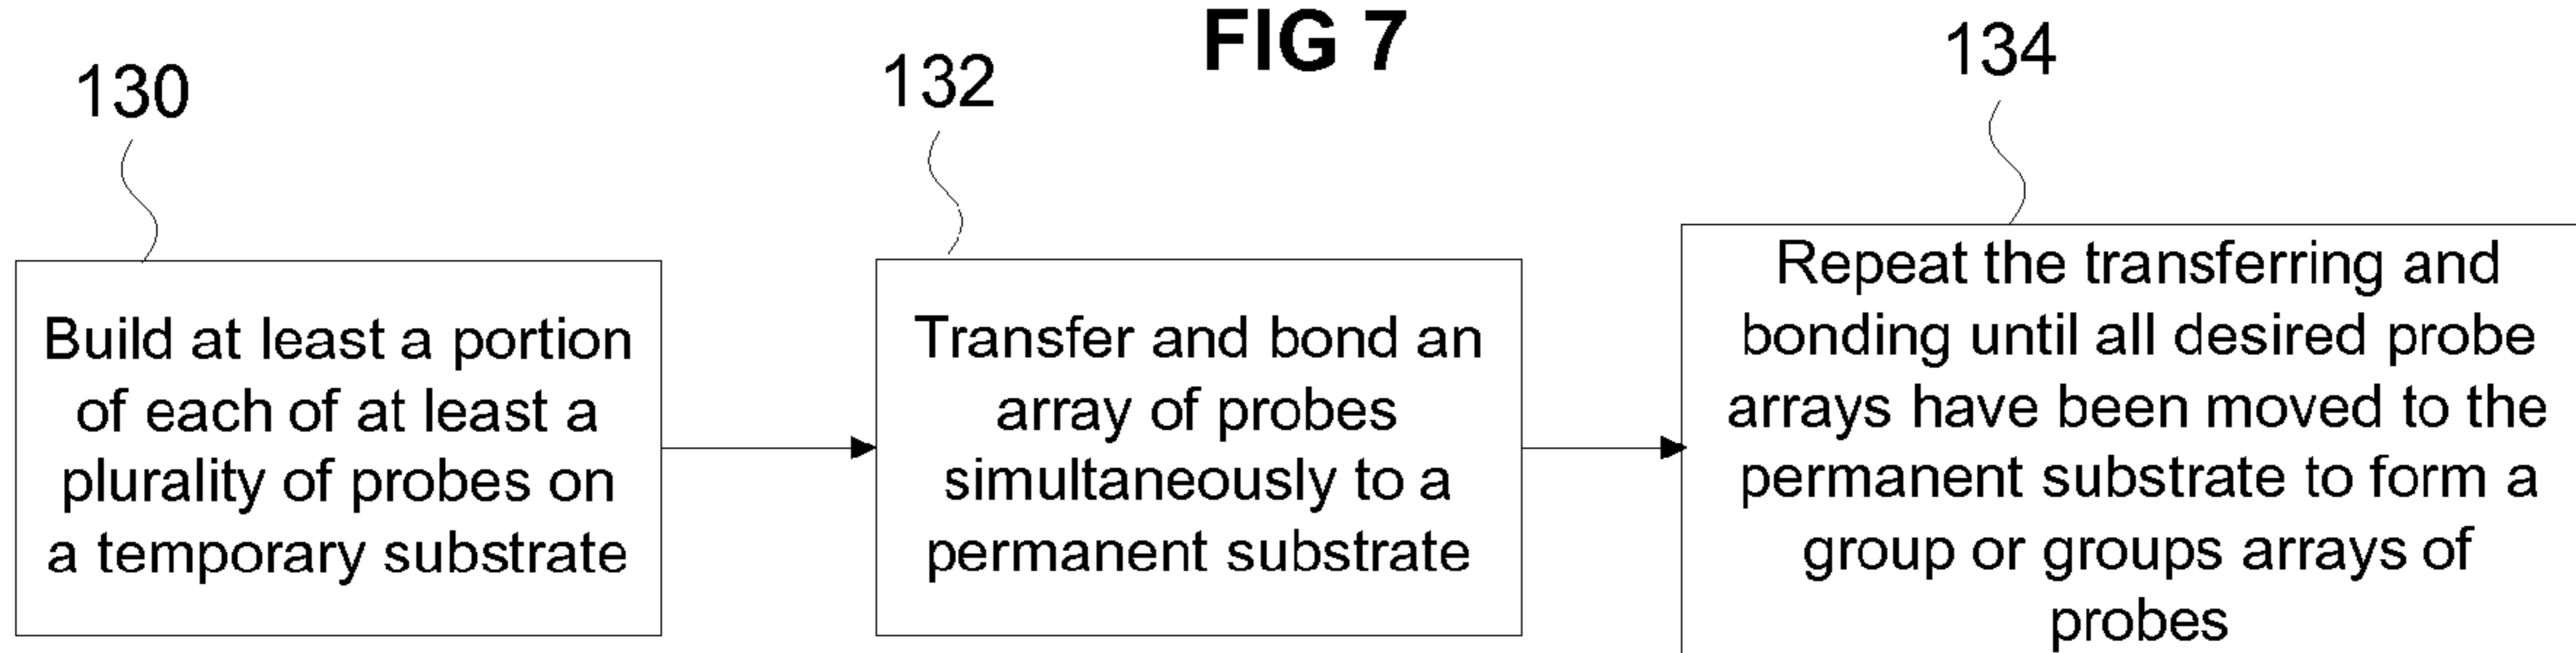 FIG 7
130
132
134
Build at least a portion
of each of at least a
plurality of probes on
a temporary substrate
Transfer and bond an
array of probes
simultaneously to a
permanent substrate
Repeat the transferring and
bonding until all desired probe
arrays have been moved to the
permanent substrate to form a
group or groups arrays of
probes